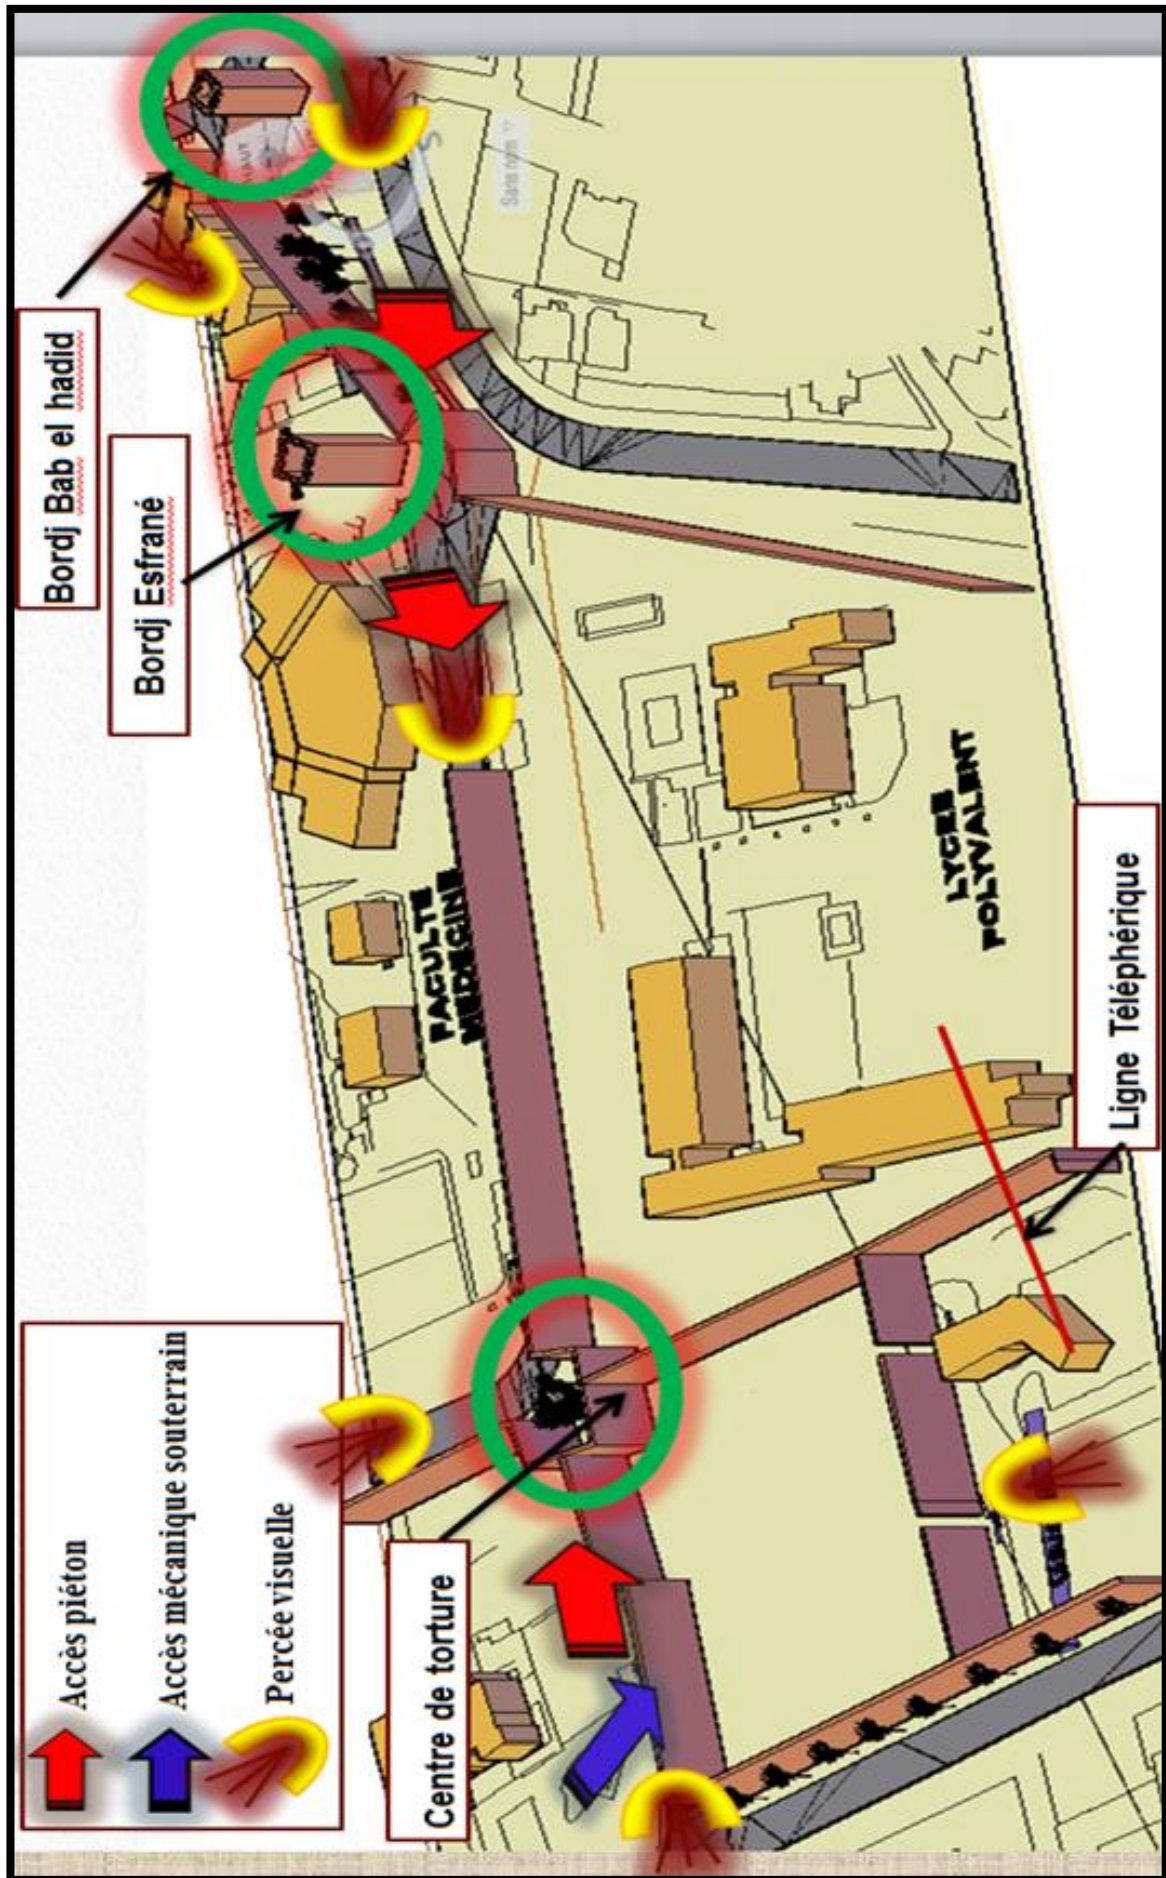 Bordj Bab el hadid
Bordj Esfrané
FACULTE
MEDECINE
LYCEE
POLYVALENT
Ligne Téléphérique
Centre de torture
Accès piéton
Accès mécanique souterrain
Percée visuelle
HAUT
S